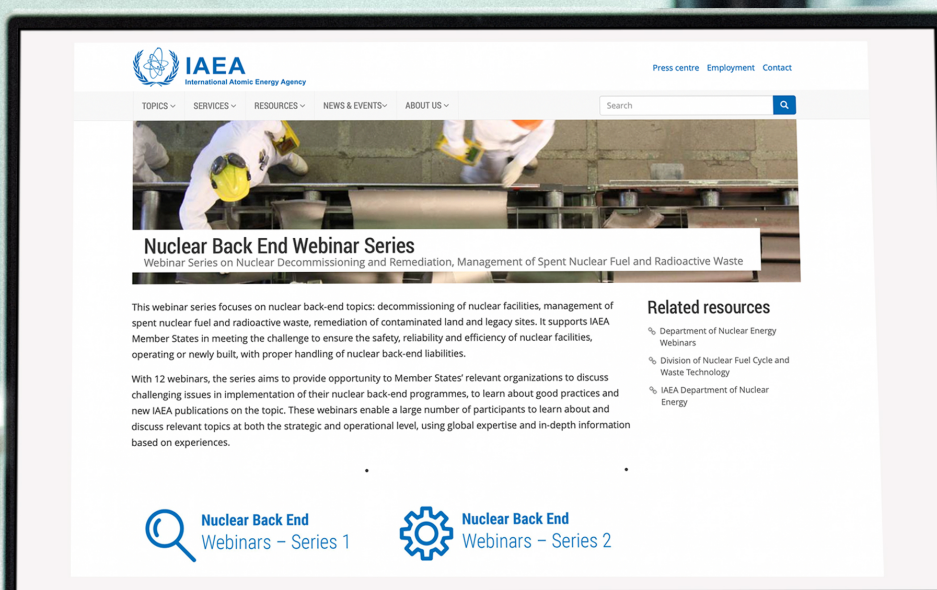 IAEA
International Atomic Energy Agency
Press centre Employment Contact
TOPICS SERVICES RESOURCES NEWS & EVENTS ABOUT US
Search
Nuclear Back End Webinar Series
Webinar Series on Nuclear Decommissioning and Remediation, Management of Spent Nuclear Fuel and Radioactive Waste
This webinar series focuses on nuclear back-end topics: decommissioning of nuclear facilities, management of
spent nuclear fuel and radioactive waste, remediation of contaminated land and legacy sites. It supports IAEA
Member States in meeting the challenge to ensure the safety, reliability and efficiency of nuclear facilities,
operating or newly built, with proper handling of nuclear back-end liabilities.
With 12 webinars, the series aims to provide opportunity to Member States' relevant organizations to discuss
challenging issues in implementation of their nuclear back-end programmes, to learn about good practices and
new IAEA publications on the topic. These webinars enable a large number of participants to learn about and
discuss relevant topics at both the strategic and operational level, using global expertise and in-depth information
based on experiences.
Related resources
Department of Nuclear Energy
Webinars
Division of Nuclear Fuel Cycle and
Waste Technology
IAEA Department of Nuclear
Energy
Nuclear Back End
Webinars – Series 1
Nuclear Back End
Webinars – Series 2